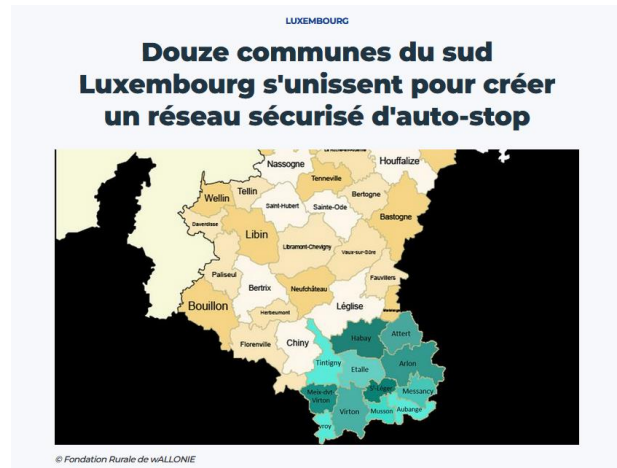 LUXEMBOURG
Douze communes du sud
Luxembourg s'unissent pour créer
un réseau sécurisé d'auto-stop
Nassogne
Houffalize
Tenneville
Wellin
Tellin
Bertogne
Saint-Hubert
Sainte-Ode
Bastogne
Daverdisse
Libin
Libramont-Chevigny
Vaux-sur-Sûre
Paliseul
Fauvillers
Bertrix
Neufchâteau
Bouillon
Léglise
Herbeumont
Habay
Attert
Florenville
Chiny
Tintigny
Etalle
Arlon
Meix-dvt-
Virton
St-Léger
Messancy
Virton
Musson
Aubange
© Fondation Rurale de wALLONIE